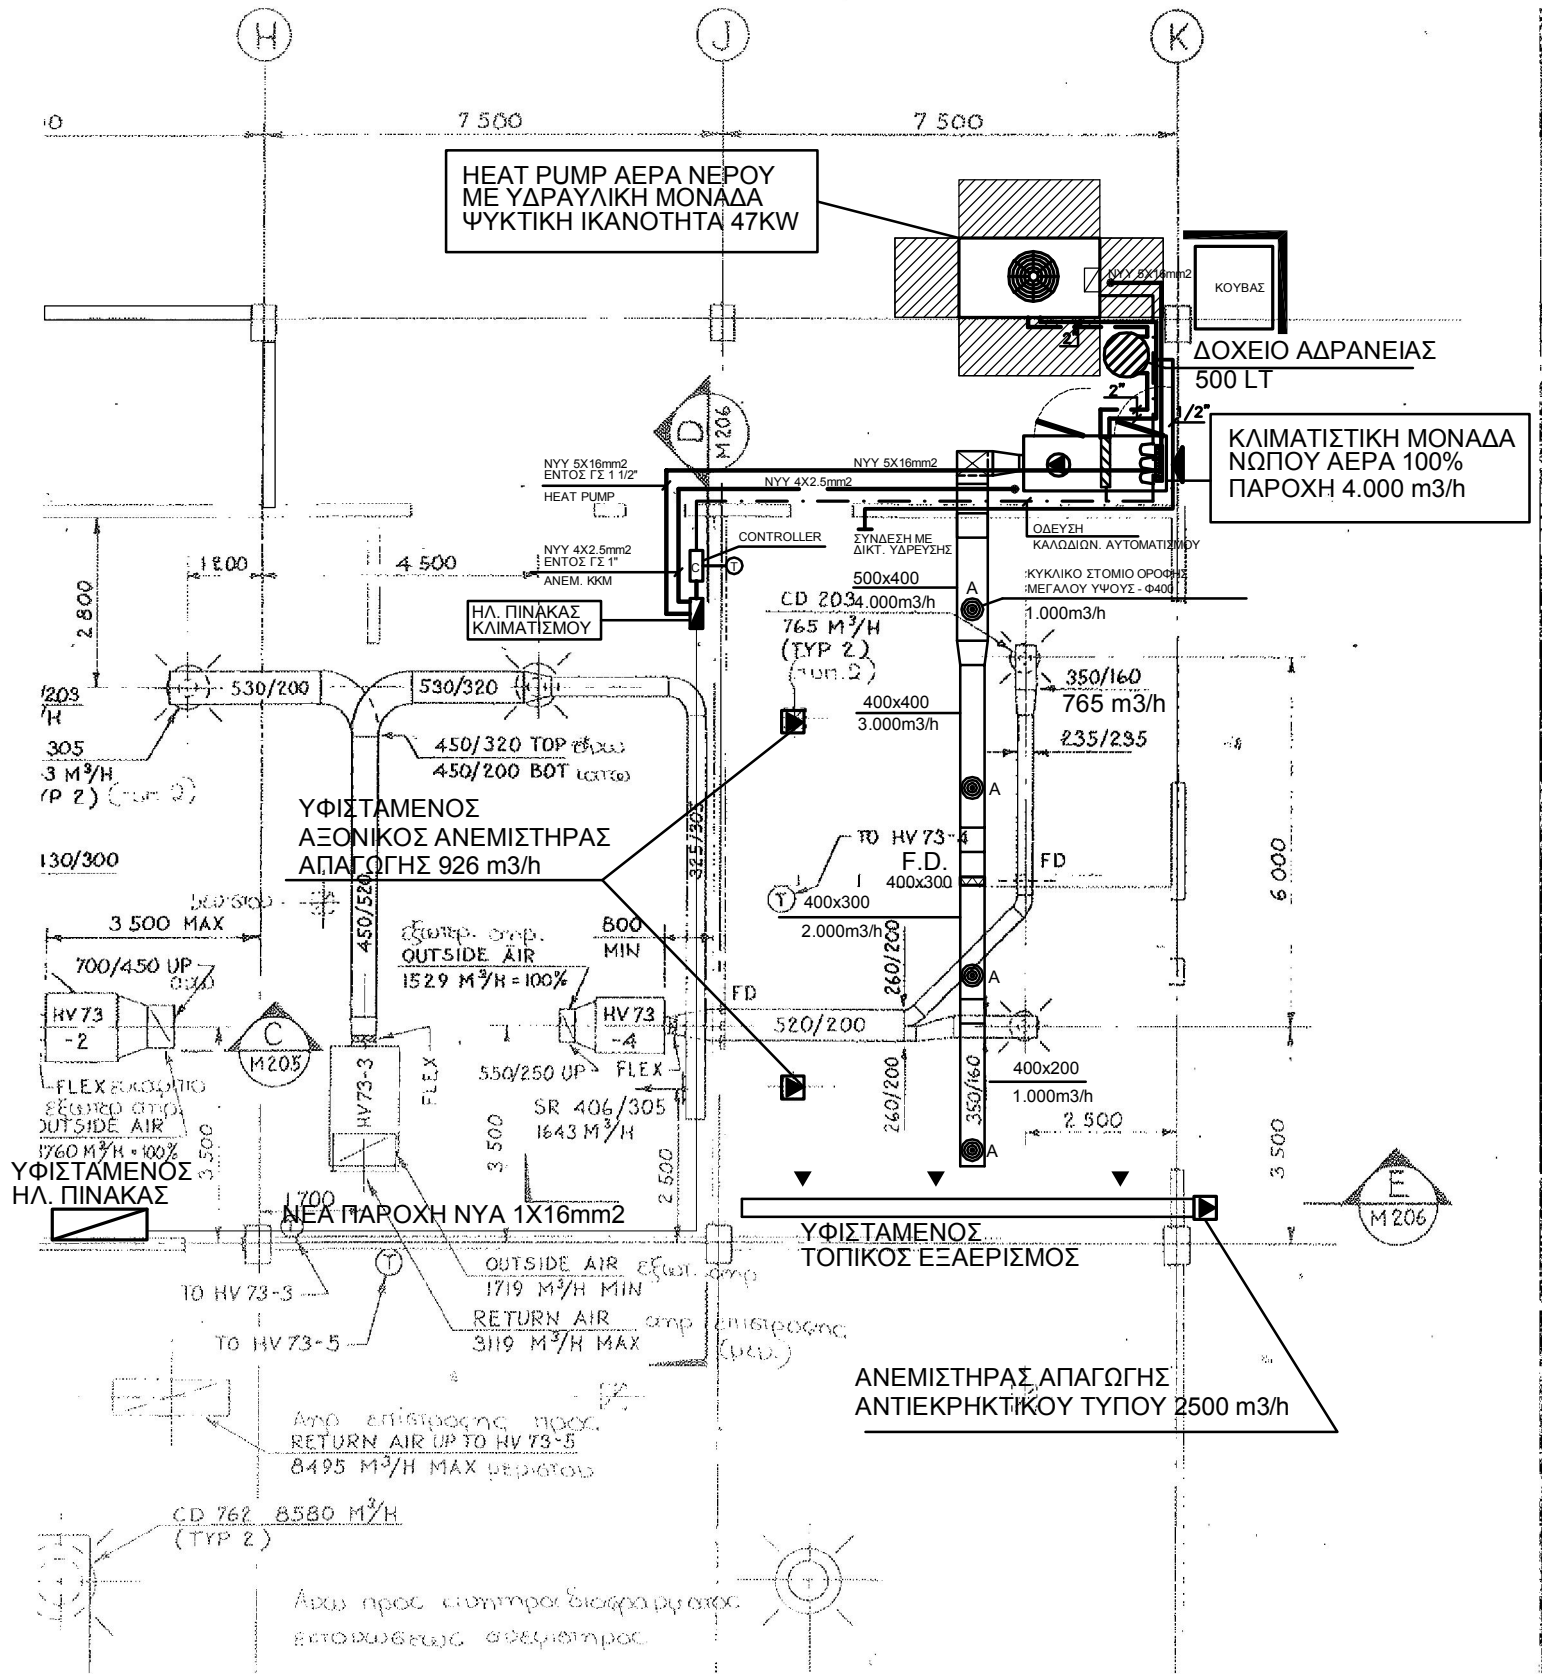 H
J
K
7 500
7 500
HEAT PUMP ΑΕΡΑ ΝΕΡΟΥ
ΜΕ ΥΔΡΑΥΛΙΚΗ ΜΟΝΑΔΑ
ΨΥΚΤΙΚΗ ΙΚΑΝΟΤΗΤΑ 47KW
NYY 5X16mm2
ΚΟΥΒΑΣ
2"
ΔΟΧΕΙΟ ΑΔΡΑΝΕΙΑΣ
500 LT
2"
1/2"
ΚΛΙΜΑΤΙΣΤΙΚΗ ΜΟΝΑΔΑ
ΝΩΠΟΥ ΑΕΡΑ 100%
ΠΑΡΟΧΗ 4.000 m3/h
D
M206
NYY 5X16mm2
ΕΝΤΟΣ ΓΣ 1 1/2"
HEAT PUMP
NYY 5X16mm2
NYY 4X2.5mm2
CONTROLLER
ΣΥΝΔΕΣΗ ΜΕ
ΔΙΚΤ. ΥΔΡΕΥΣΗΣ
ΟΔΕΥΣΗ
ΚΑΛΩΔΙΩΝ. ΑΥΤΟΜΑΤΙΣΜΟΥ
NYY 4X2.5mm2
ΕΝΤΟΣ ΓΣ 1"
ΑΝΕΜ. ΚΚΜ
C
T
ΗΛ. ΠΙΝΑΚΑΣ
ΚΛΙΜΑΤΙΣΜΟΥ
1200
4 500
2 800
500x400
4.000m3/h
A
ΚΥΚΛΙΚΟ ΣΤΟΜΙΟ ΟΡΟΦΗΣ
ΜΕΓΑΛΟΥ ΥΨΟΥΣ - Φ400
1.000m3/h
CD 203
765 M³/H
(TYP 2)
530/200
530/320
350/160
765 m3/h
400x400
3.000m3/h
235/235
/203
305
3 M³/H
450/320 TOP
450/200 BOT
ΥΦΙΣΤΑΜΕΝΟΣ
ΑΞΟΝΙΚΟΣ ΑΝΕΜΙΣΤΗΡΑΣ
ΑΠΑΓΩΓΗΣ 926 m3/h
325/305
A
130/300
TO HV 73-4
F.D.
400x300
FD
6 000
T
400x300
2.000m3/h
450/520
3 500 MAX
700/450 UP
OUTSIDE AIR
1529 M³/H = 100%
800
MIN
260/200
A
HV 73
-2
C
M205
HV 73
-4
FD
520/200
550/250 UP
FLEX
FLEX
FLEX
HV73-3
260/200
350/160
400x200
1.000m3/h
SR 406/305
1643 M³/H
2 500
A
OUTSIDE AIR
1760 M³/H = 100%
3 500
3 500
2 500
3 500
ΥΦΙΣΤΑΜΕΝΟΣ
ΗΛ. ΠΙΝΑΚΑΣ
1 700
ΝΕΑ ΠΑΡΟΧΗ NYA 1X16mm2
E
M206
ΥΦΙΣΤΑΜΕΝΟΣ
ΤΟΠΙΚΟΣ ΕΞΑΕΡΙΣΜΟΣ
TO HV 73-3
OUTSIDE AIR
1719 M³/H MIN
TO HV 73-5
RETURN AIR
3119 M³/H MAX
ΑΝΕΜΙΣΤΗΡΑΣ ΑΠΑΓΩΓΗΣ
ΑΝΤΙΕΚΡΗΚΤΙΚΟΥ ΤΥΠΟΥ 2500 m3/h
RETURN AIR UP TO HV 73-5
8495 M³/H MAX
CD 762 8580 M³/H
(TYP 2)